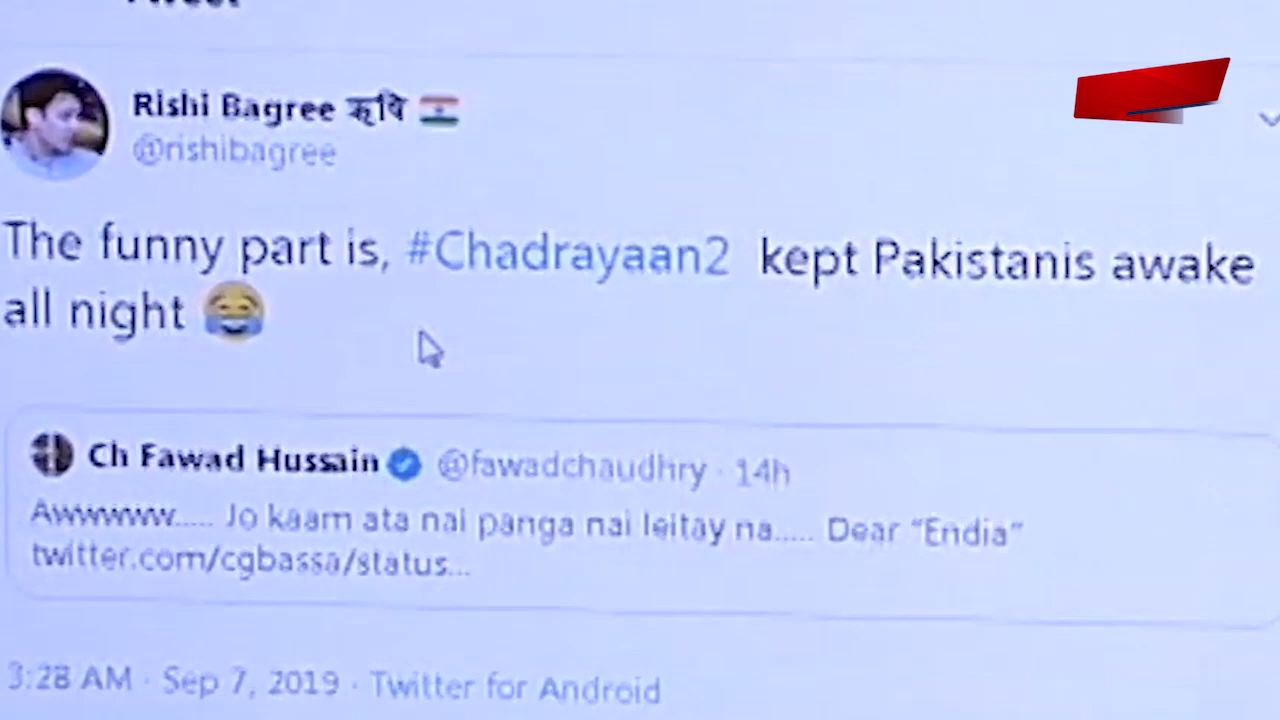 Tweet
Rishi Bagree ऋषि
@rishibagree
The funny part is, #Chadrayaan2 kept Pakistanis awake
all night
Ch Fawad Hussain @fawadchaudhry · 14h
Awwwww..... Jo kaam ata nai panga nai leitay na..... Dear “Endia”
twitter.com/cgbassa/status...
3:28 AM · Sep 7, 2019 · Twitter for Android